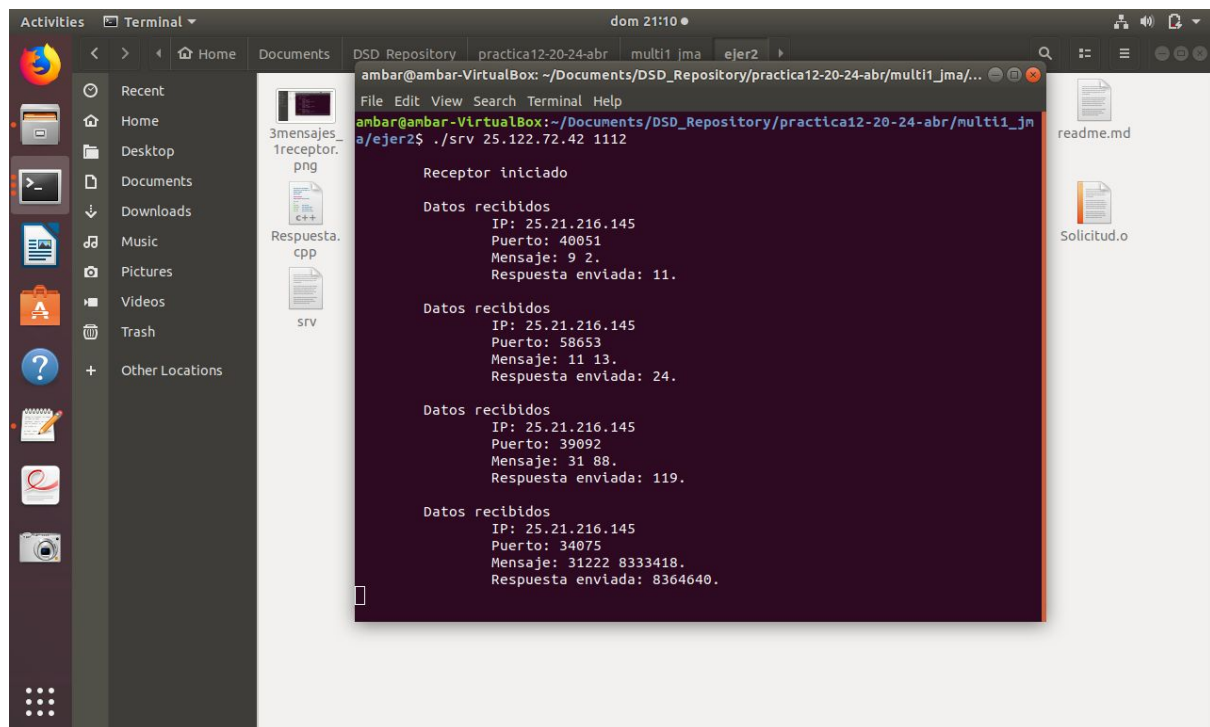 Activities Terminal dom 21:10
Home Documents DSD_Repository practica12-20-24-abr multi1_jma ejer2
Recent
Home
Desktop
Documents
Downloads
Music
Pictures
Videos
Trash
+ Other Locations
3mensajes_
1receptor.
png
C++
Respuesta.
cpp
srv
readme.md
Solicitud.o
ambar@ambar-VirtualBox: ~/Documents/DSD_Repository/practica12-20-24-abr/multi1_jma/...
File Edit View Search Terminal Help
ambar@ambar-VirtualBox:~/Documents/DSD_Repository/practica12-20-24-abr/multi1_jm
a/ejer2$ ./srv 25.122.72.42 1112
Receptor iniciado
Datos recibidos
IP: 25.21.216.145
Puerto: 40051
Mensaje: 9 2.
Respuesta enviada: 11.
Datos recibidos
IP: 25.21.216.145
Puerto: 58653
Mensaje: 11 13.
Respuesta enviada: 24.
Datos recibidos
IP: 25.21.216.145
Puerto: 39092
Mensaje: 31 88.
Respuesta enviada: 119.
Datos recibidos
IP: 25.21.216.145
Puerto: 34075
Mensaje: 31222 8333418.
Respuesta enviada: 8364640.